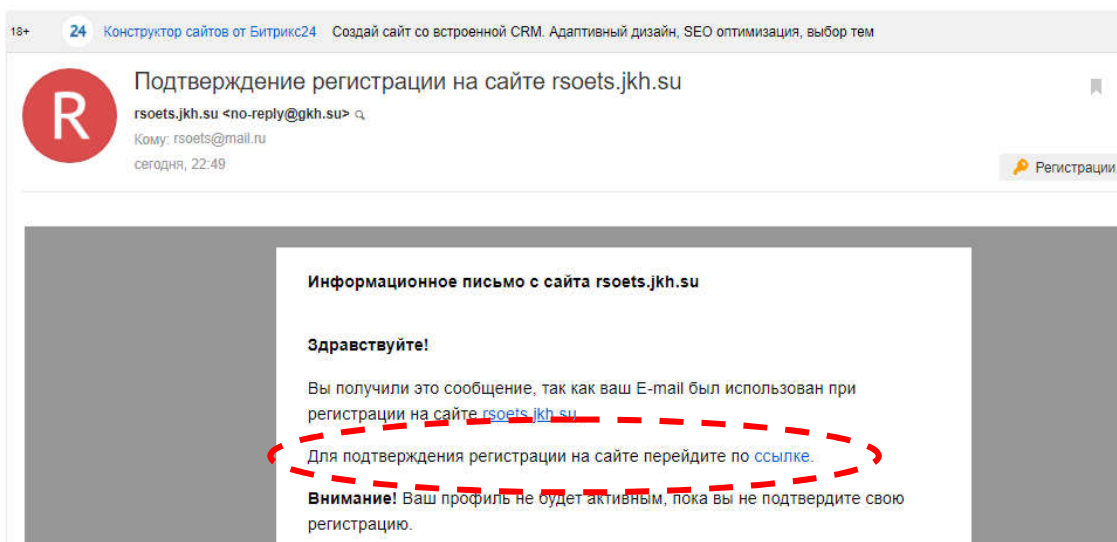 18+ 24 Конструктор сайтов от Битрикс24 Создай сайт со встроенной CRM. Адаптивный дизайн, SEO оптимизация, выбор тем
R
Подтверждение регистрации на сайте rsoets.jkh.su
rsoets.jkh.su <no-reply@gkh.su>
Кому: rsoets@mail.ru
сегодня, 22:49
Регистрации
Информационное письмо с сайта rsoets.jkh.su
Здравствуйте!
Вы получили это сообщение, так как ваш E-mail был использован при
регистрации на сайте rsoets.jkh.su
Для подтверждения регистрации на сайте перейдите по ссылке.
Внимание! Ваш профиль не будет активным, пока вы не подтвердите свою
регистрацию.